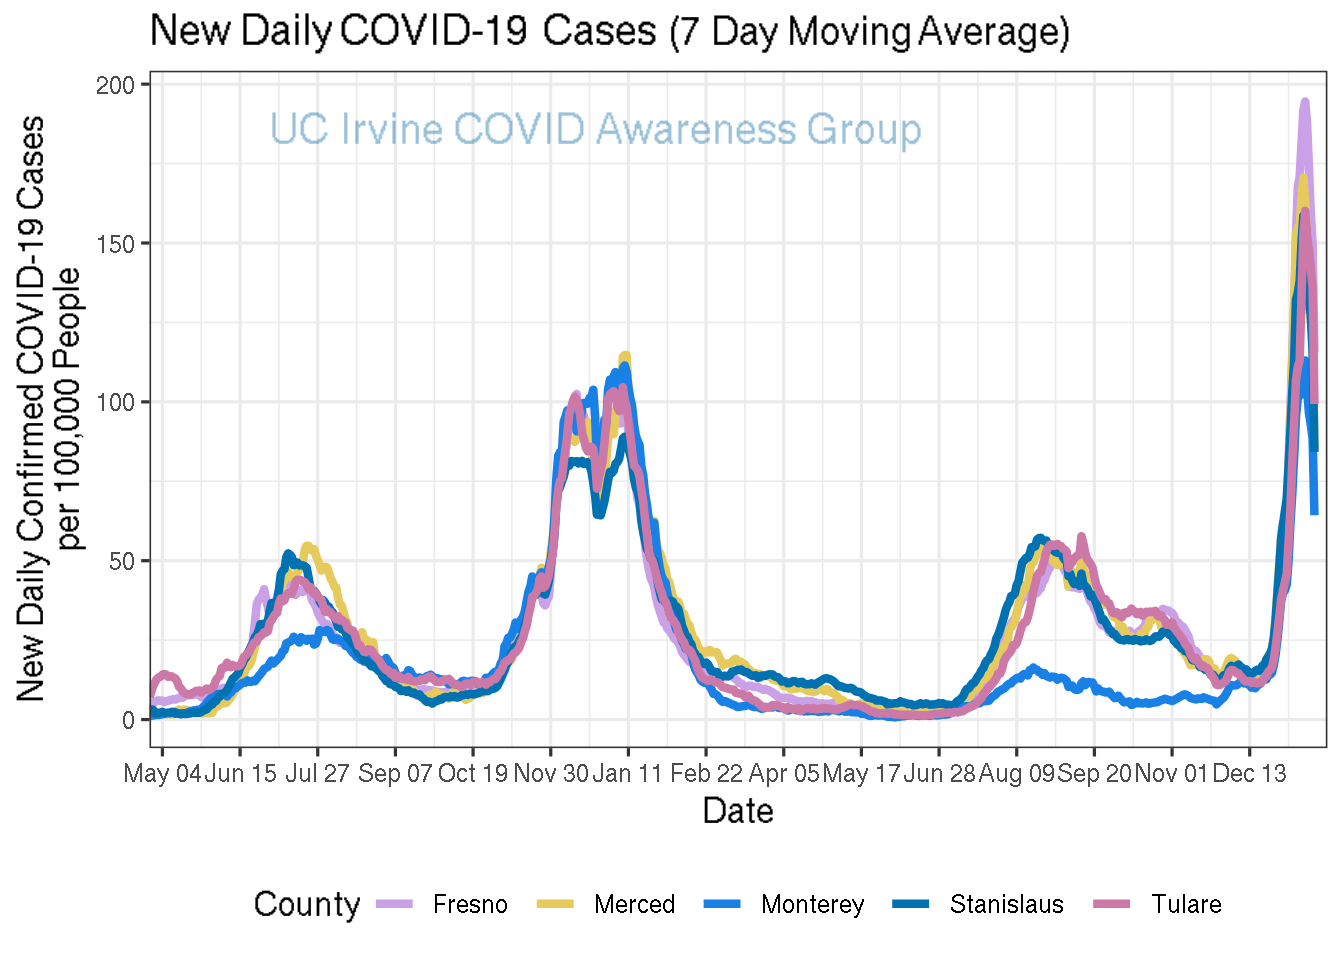 New Daily COVID-19 Cases (7 Day Moving Average)
UC Irvine COVID Awareness Group
New Daily Confirmed COVID-19 Cases
per 100,000 People
200
150
100
50
0
May 04 Jun 15 Jul 27 Sep 07 Oct 19 Nov 30 Jan 11 Feb 22 Apr 05 May 17 Jun 28 Aug 09 Sep 20 Nov 01 Dec 13
Date
County Fresno Merced Monterey Stanislaus Tulare